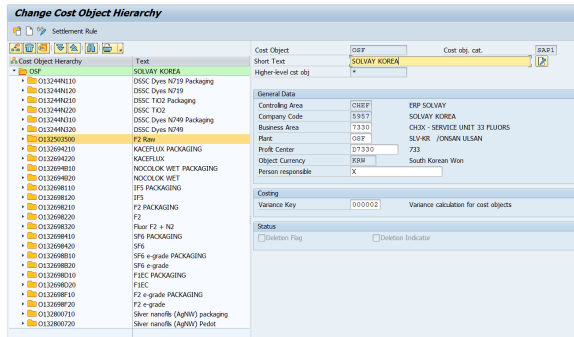 Change Cost Object Hierarchy
Settlement Rule
Cost Object Hierarchy Text
OSF SOLVAY KOREA
O13244N110 DSSC Dyes N719 Packaging
O13244N120 DSSC Dyes N719
O13244N210 DSSC TiO2 Packaging
O13244N220 DSSC TiO2
O13244N310 DSSC Dyes N749 Packaging
O13244N320 DSSC Dyes N749
O132503500 F2 Raw
O132694210 KACEFLUX PACKAGING
O132694220 KACEFLUX
O132694B10 NOCOLOK WET PACKAGING
O132694B20 NOCOLOK WET
O132698110 IF5 PACKAGING
O132698120 IF5
O132698210 F2 PACKAGING
O132698220 F2
O132698320 Fluor F2 + N2
O132698410 SF6 PACKAGING
O132698420 SF6
O132698B10 SF6 e-grade PACKAGING
O132698B20 SF6 e-grade
O132698D10 F1EC PACKAGING
O132698D20 F1EC
O132698F10 F2 e-grade PACKAGING
O132698F20 F2 e-grade
O132800710 Silver nanofils (AgNW) packaging
O132800720 Silver nanofils (AgNW) Pedot
Cost Object OSF Cost obj. cat. SAP1
Short Text SOLVAY KOREA
Higher-level cst obj *
General Data
Controlling Area CHEF ERP SOLVAY
Company Code 5957 SOLVAY KOREA
Business Area 7330 CH3X - SERVICE UNIT 33 FLUORS
Plant OSF SLV-KR /ONSAN ULSAN
Profit Center D7330 733
Object Currency KRW South Korean Won
Person responsible X
Costing
Variance Key 000002 Variance calculation for cost objects
Status
Deletion Flag Deletion Indicator